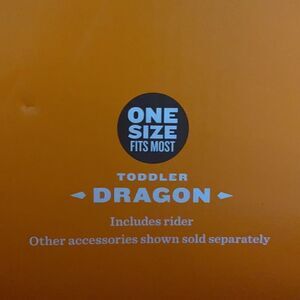 ONE
SIZE
FITS MOST
TODDLER
DRAGON
Includes rider
Other accessories shown sold separately